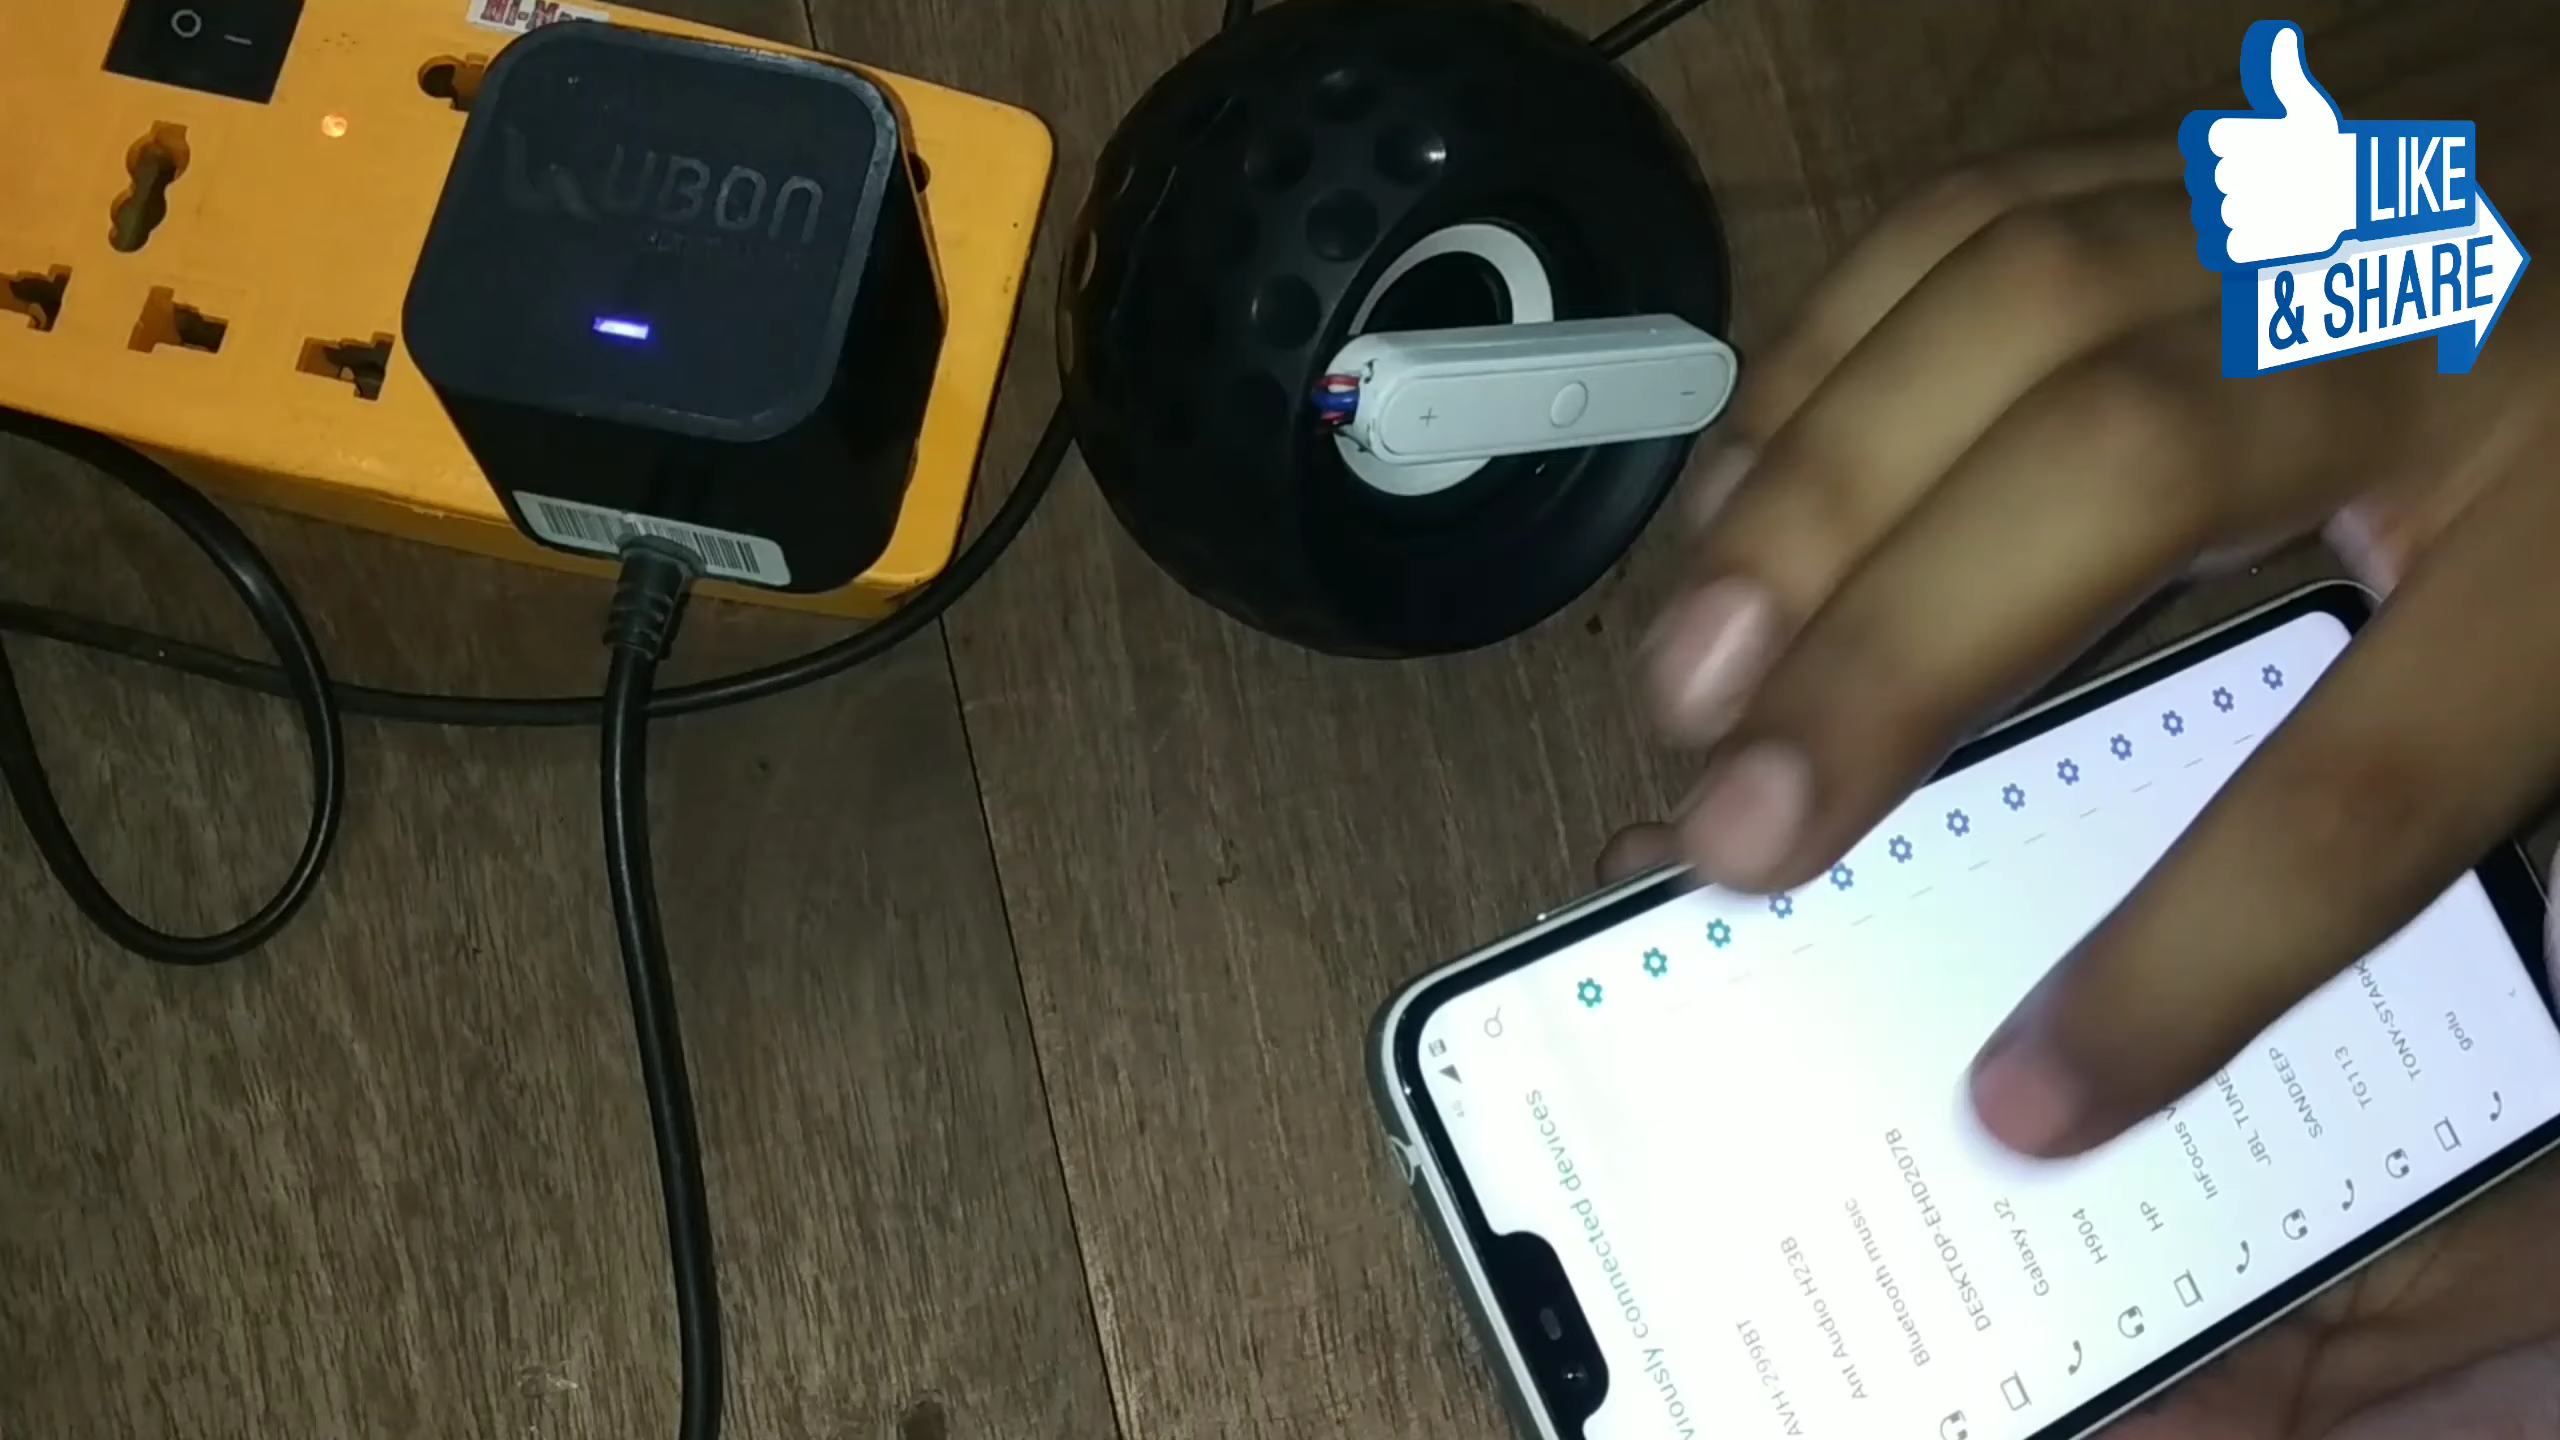 UBON
LIKE
& SHARE
viously connected devices
AVH-299BT
Ant Audio H23B
Bluetooth music
DESKTOP-EHD207B
Galaxy J2
H904
HP
InFocus
JBL TUNE
SANDEEP
TG113
TONY-STARK
golu